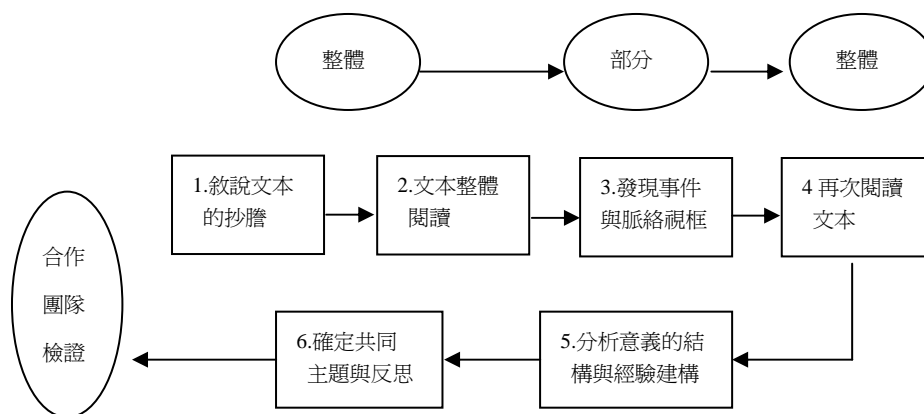 整體
部分
整體
1.敘說文本
的抄謄
2.文本整體
閱讀
3.發現事件
與脈絡視框
4 再次閱讀
文本
合作
團隊
檢證
6.確定共同
主題與反思
5.分析意義的結
構與經驗建構